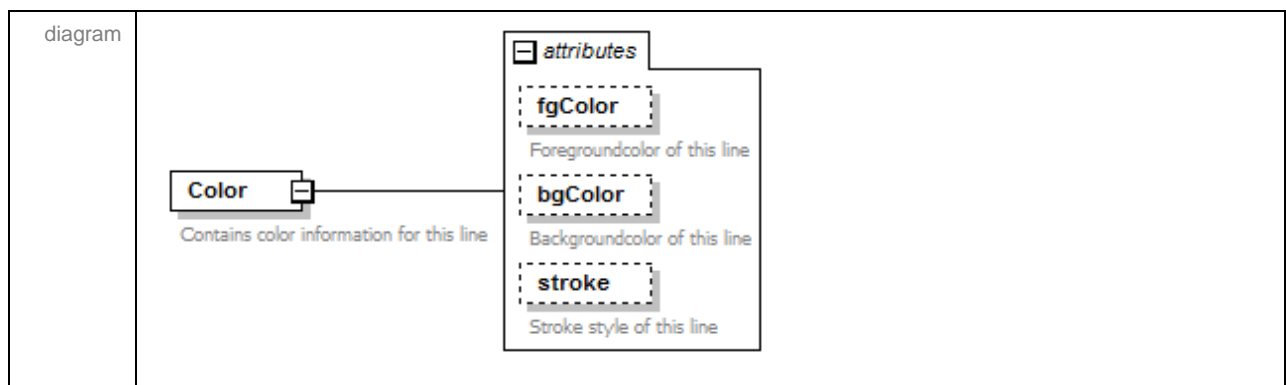 diagram
attributes
fgColor
Foregroundcolor of this line
Color
bgColor
Contains color information for this line
Backgroundcolor of this line
stroke
Stroke style of this line